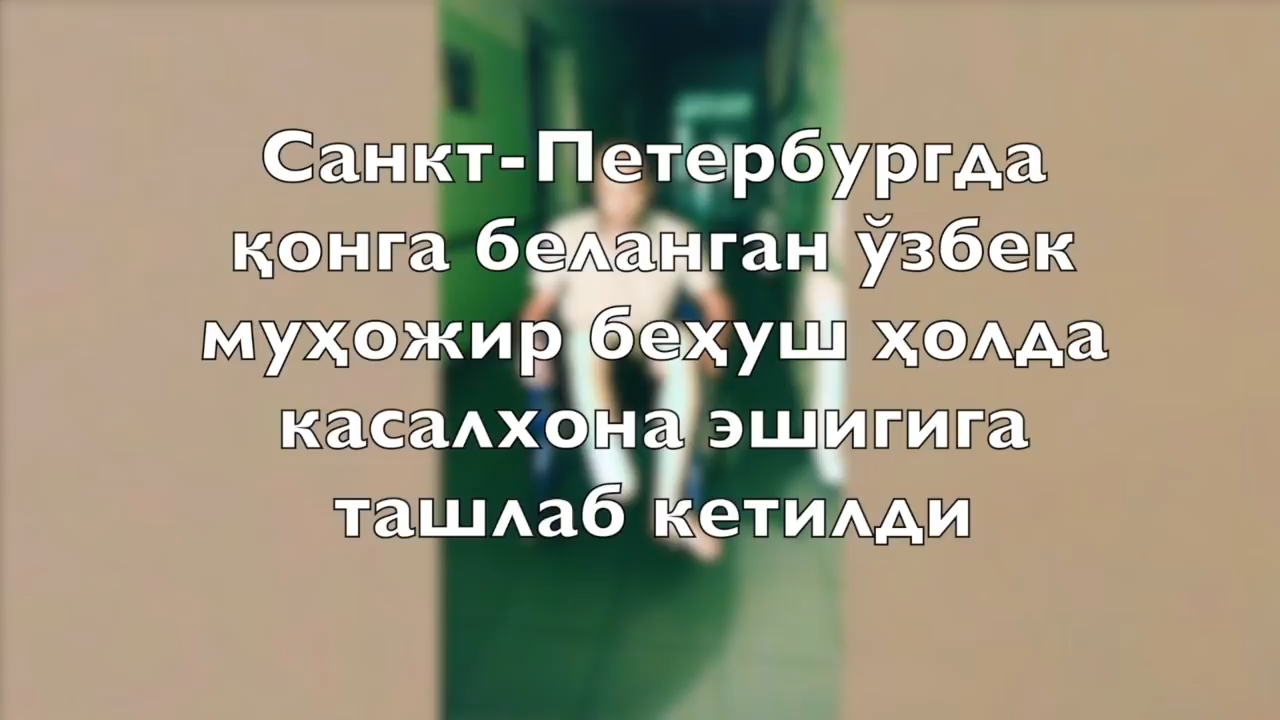 Санкт-Петербургда
қонга беланган ўзбек
муҳожир беҳуш ҳолда
касалхона эшигига
ташлаб кетилди